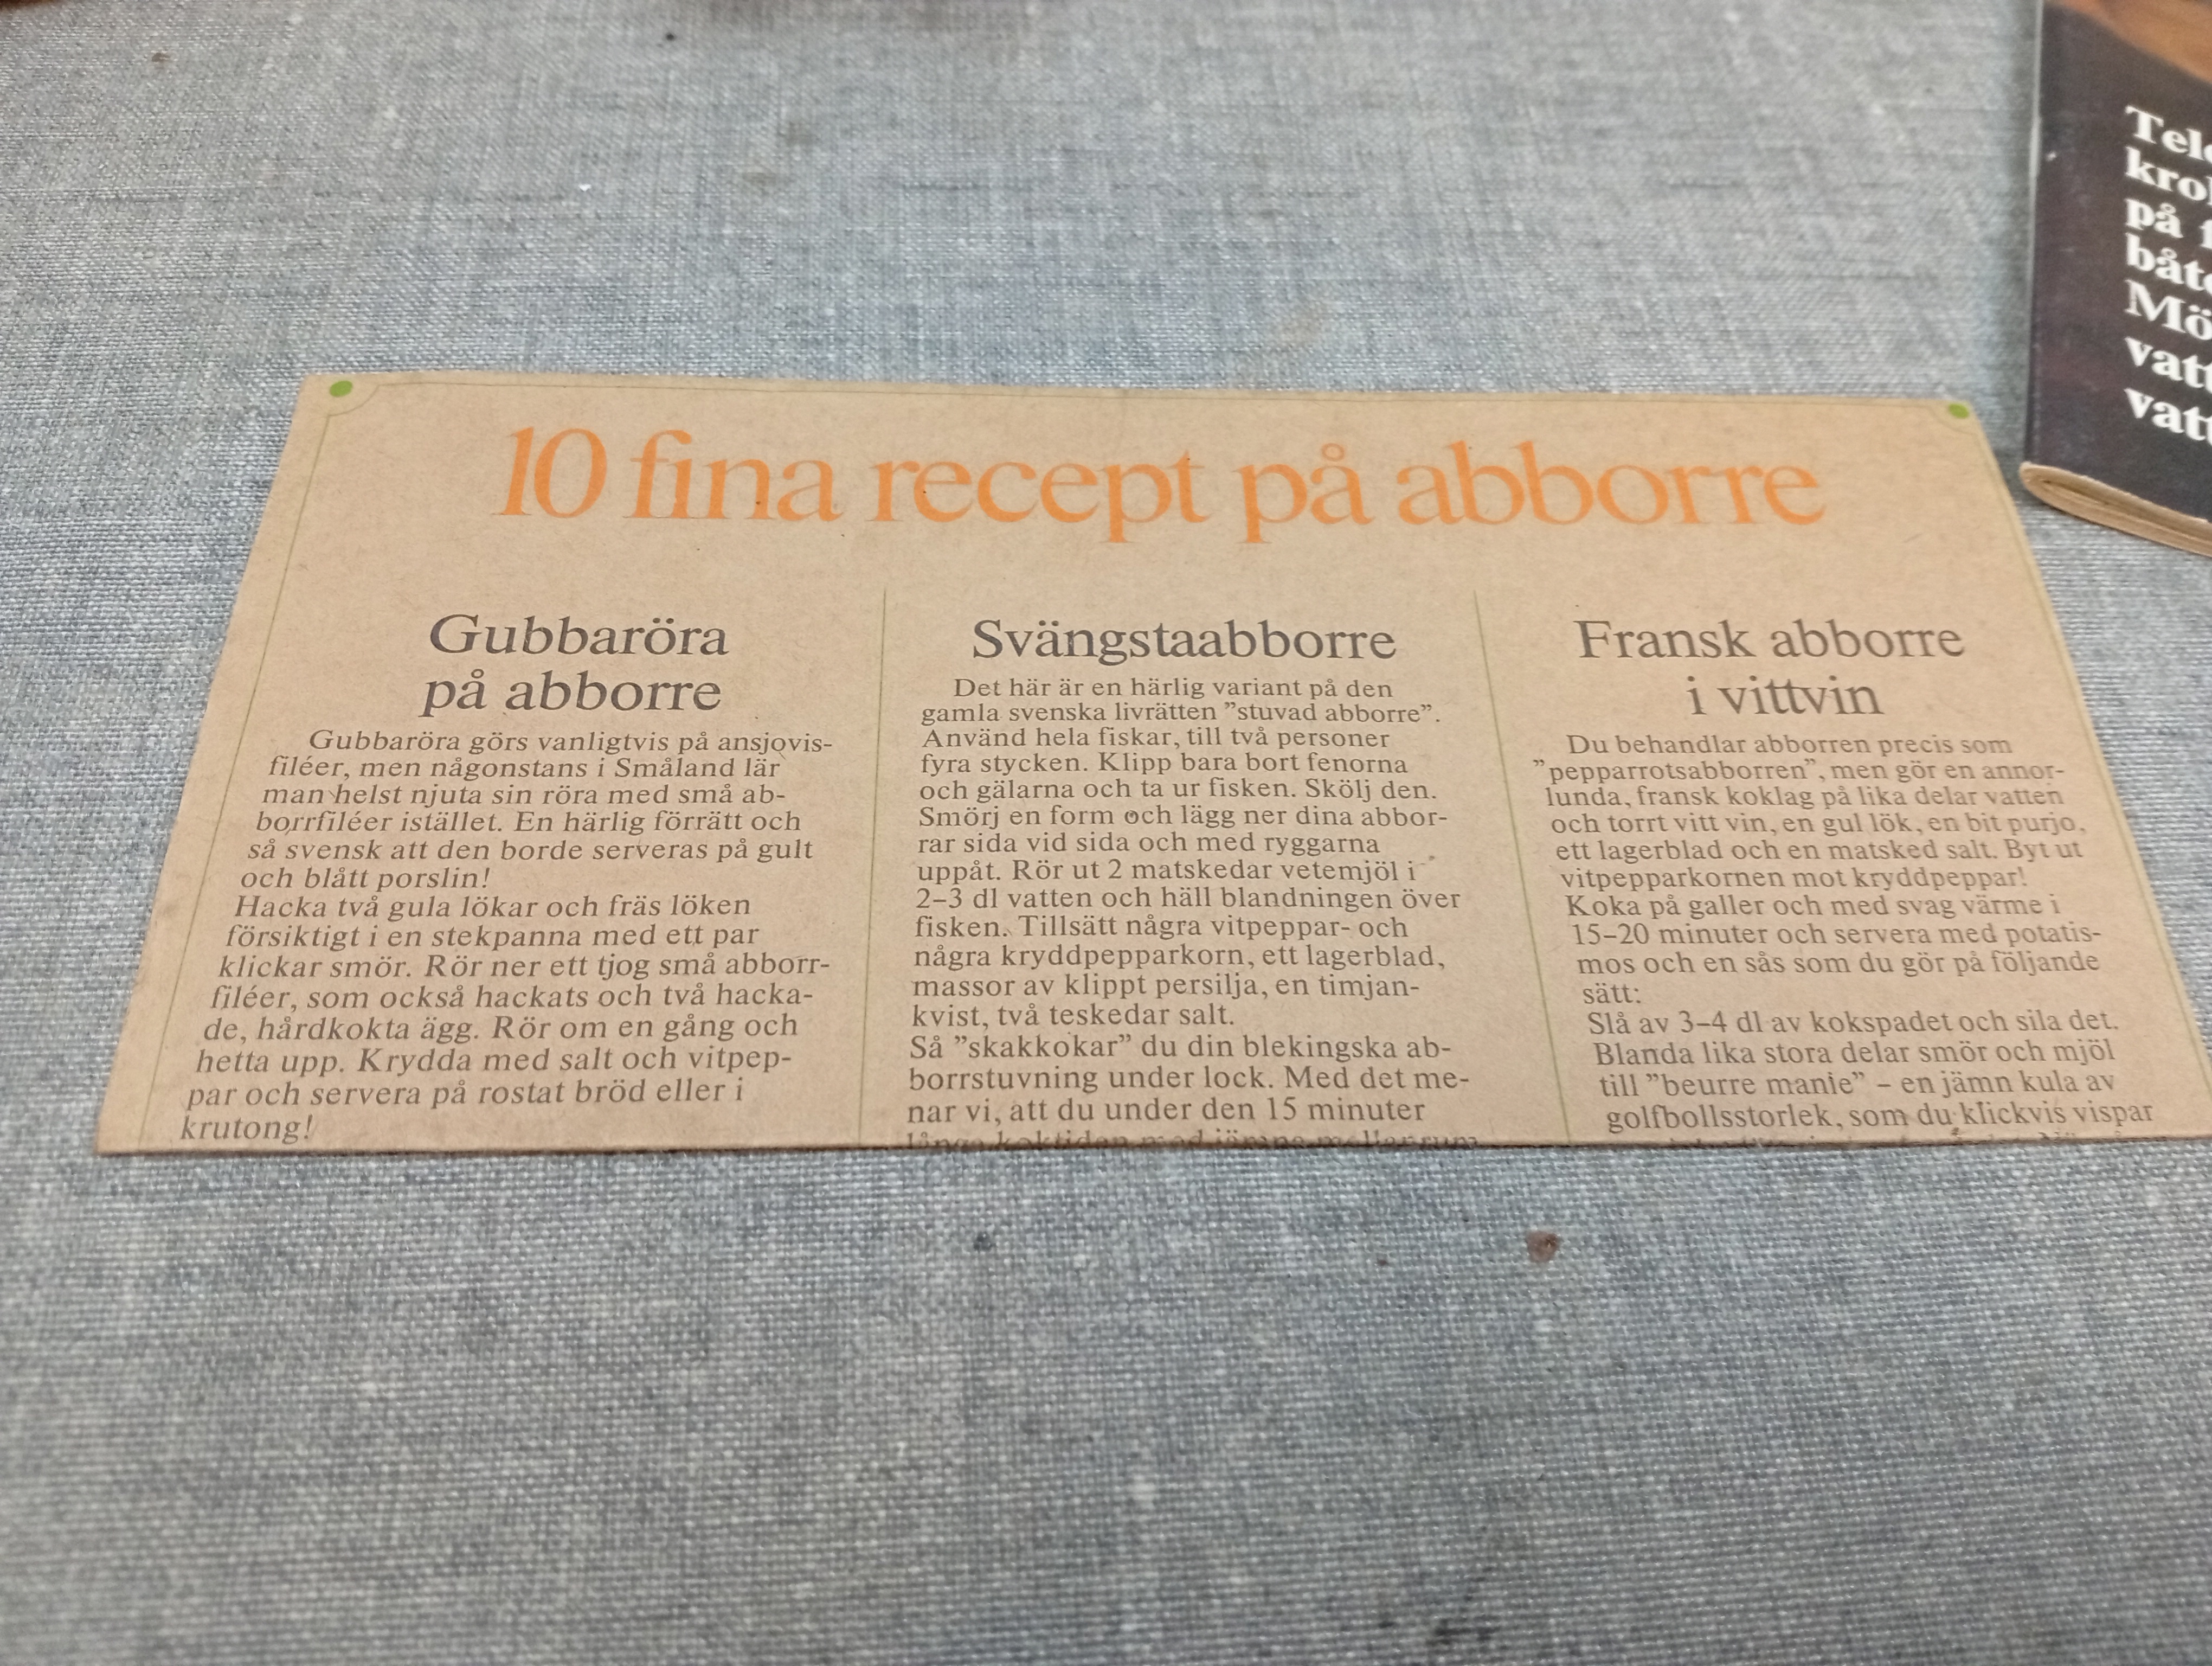 10 fina recept på abborre
Gubbaröra
på abborre
Gubbaröra görs vanligtvis på ansjovis-
filéer, men någonstans i Småland lär
man helst njuta sin röra med små ab-
borrfiléer istället. En härlig förrätt och
så svensk att den borde serveras på gult
och blått porslin!
Hacka två gula lökar och fräs löken
försiktigt i en stekpanna med ett par
klickar smör. Rör ner ett tjog små abborr-
filéer, som också hackats och två hacka-
de, hårdkokta ägg. Rör om en gång och
hetta upp. Krydda med salt och vitpep-
par och servera på rostat bröd eller i
krutong!
Svängstaabborre
Det här är en härlig variant på den
gamla svenska livrätten ”stuvad abborre”.
Använd hela fiskar, till två personer
fyra stycken. Klipp bara bort fenorna
och gälarna och ta ur fisken. Skölj den.
Smörj en form och lägg ner dina abbor-
rar sida vid sida och med ryggarna
uppåt. Rör ut 2 matskedar vetemjöl i
2–3 dl vatten och häll blandningen över
fisken. Tillsätt några vitpeppar- och
några kryddpepparkorn, ett lagerblad,
massor av klippt persilja, en timjan-
kvist, två teskedar salt.
Så ”skakkokar” du din blekingska ab-
borrstuvning under lock. Med det me-
nar vi, att du under den 15 minuter
långa koktiden med jämna mellanrum
Fransk abborre
i vittvin
Du behandlar abborren precis som
”pepparrotsabborren”, men gör en annor-
lunda, fransk koklag på lika delar vatten
och torrt vitt vin, en gul lök, en bit purjo,
ett lagerblad och en matsked salt. Byt ut
vitpepparkornen mot kryddpeppar!
Koka på galler och med svag värme i
15–20 minuter och servera med potatis-
mos och en sås som du gör på följande
sätt:
Slå av 3–4 dl av kokspadet och sila det.
Blanda lika stora delar smör och mjöl
till ”beurre manie” – en jämn kula av
golfbollsstorlek, som du klickvis vispar
på
vatt
vatt